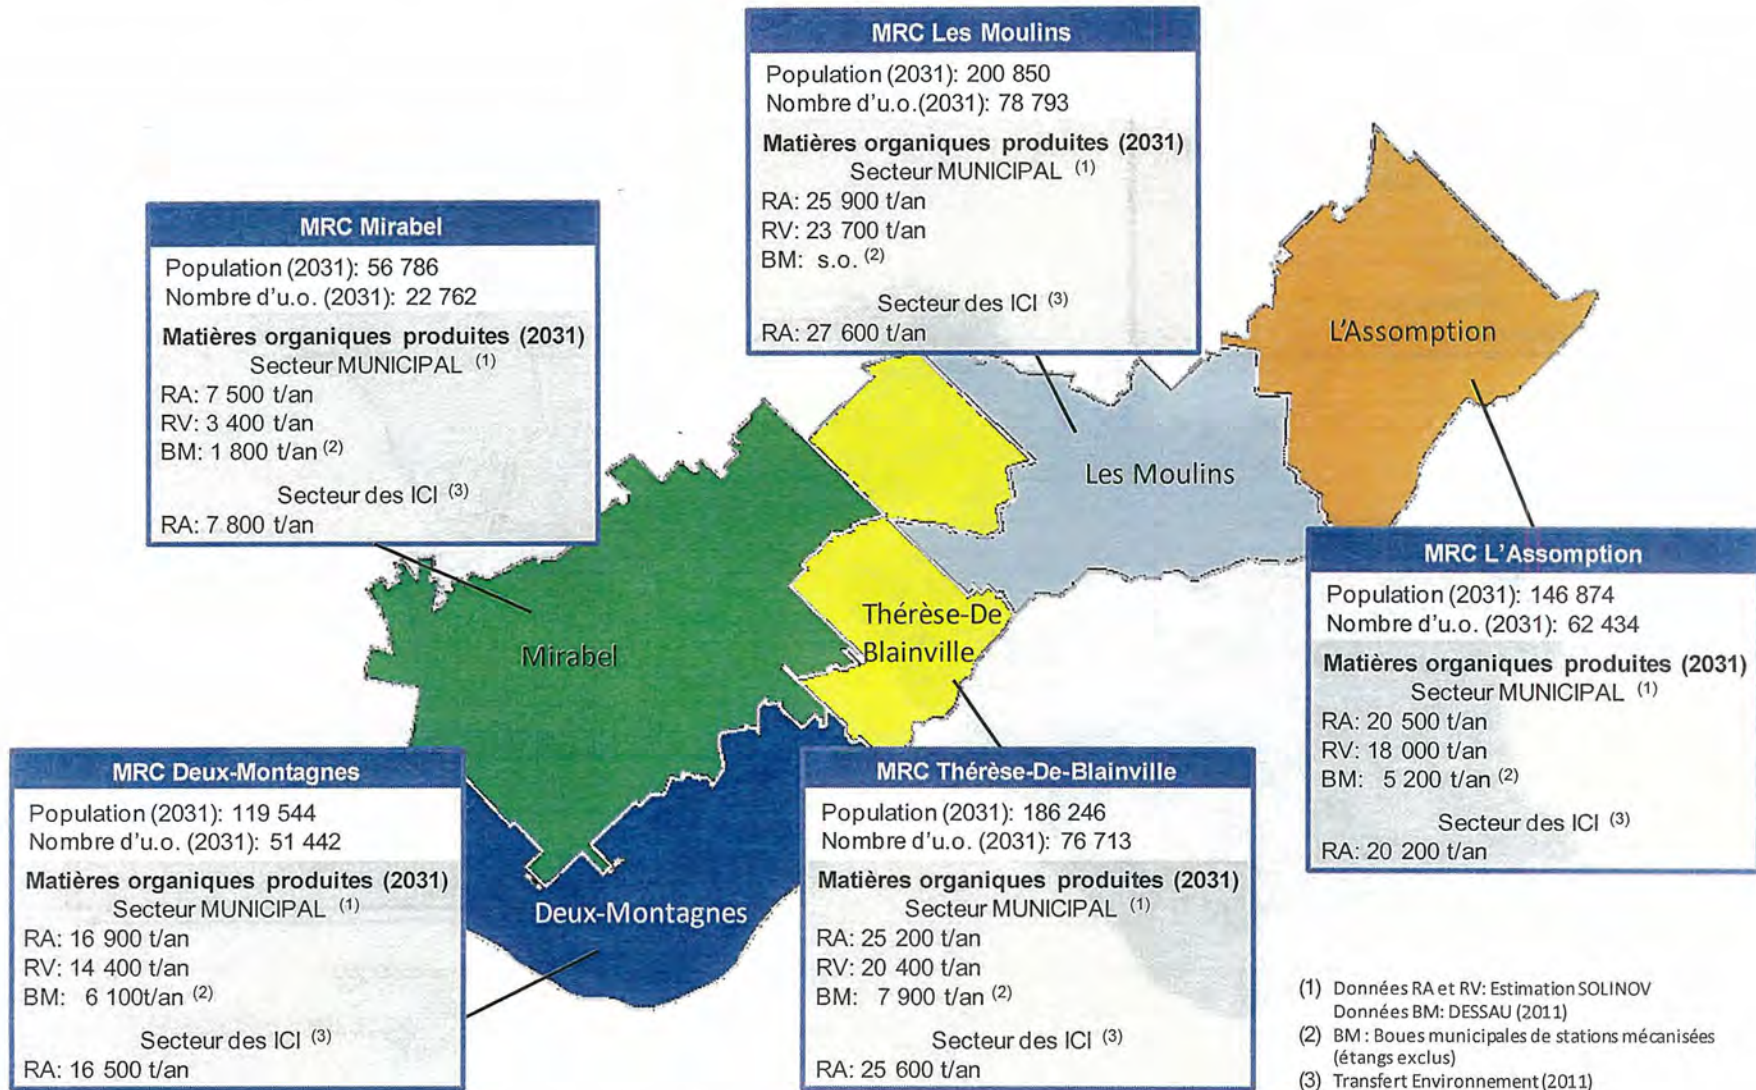 MRC Les Moulins
Population (2031): 200 850
Nombre d'u.o.(2031): 78 793
Matières organiques produites (2031)
Secteur MUNICIPAL (1)
RA: 25 900 t/an
RV: 23 700 t/an
BM: s.o. (2)
Secteur des ICI (3)
RA: 27 600 t/an
MRC Mirabel
Population (2031): 56 786
Nombre d'u.o. (2031): 22 762
Matières organiques produites (2031)
Secteur MUNICIPAL (1)
RA: 7 500 t/an
RV: 3 400 t/an
BM: 1 800 t/an (2)
Secteur des ICI (3)
RA: 7 800 t/an
L'Assomption
Les Moulins
Thérèse-De
Blainville
Mirabel
Deux-Montagnes
MRC L'Assomption
Population (2031): 146 874
Nombre d'u.o. (2031): 62 434
Matières organiques produites (2031)
Secteur MUNICIPAL (1)
RA: 20 500 t/an
RV: 18 000 t/an
BM: 5 200 t/an (2)
Secteur des ICI (3)
RA: 20 200 t/an
MRC Deux-Montagnes
Population (2031): 119 544
Nombre d'u.o. (2031): 51 442
Matières organiques produites (2031)
Secteur MUNICIPAL (1)
RA: 16 900 t/an
RV: 14 400 t/an
BM: 6 100t/an (2)
Secteur des ICI (3)
RA: 16 500 t/an
MRC Thérèse-De-Blainville
Population (2031): 186 246
Nombre d'u.o. (2031): 76 713
Matières organiques produites (2031)
Secteur MUNICIPAL (1)
RA: 25 200 t/an
RV: 20 400 t/an
BM: 7 900 t/an (2)
Secteur des ICI (3)
RA: 25 600 t/an
(1) Données RA et RV: Estimation SOLINOV
Données BM: DESSAU (2011)
(2) BM : Boues municipales de stations mécanisées
(étangs exclus)
(3) Transfert Environnement (2011)